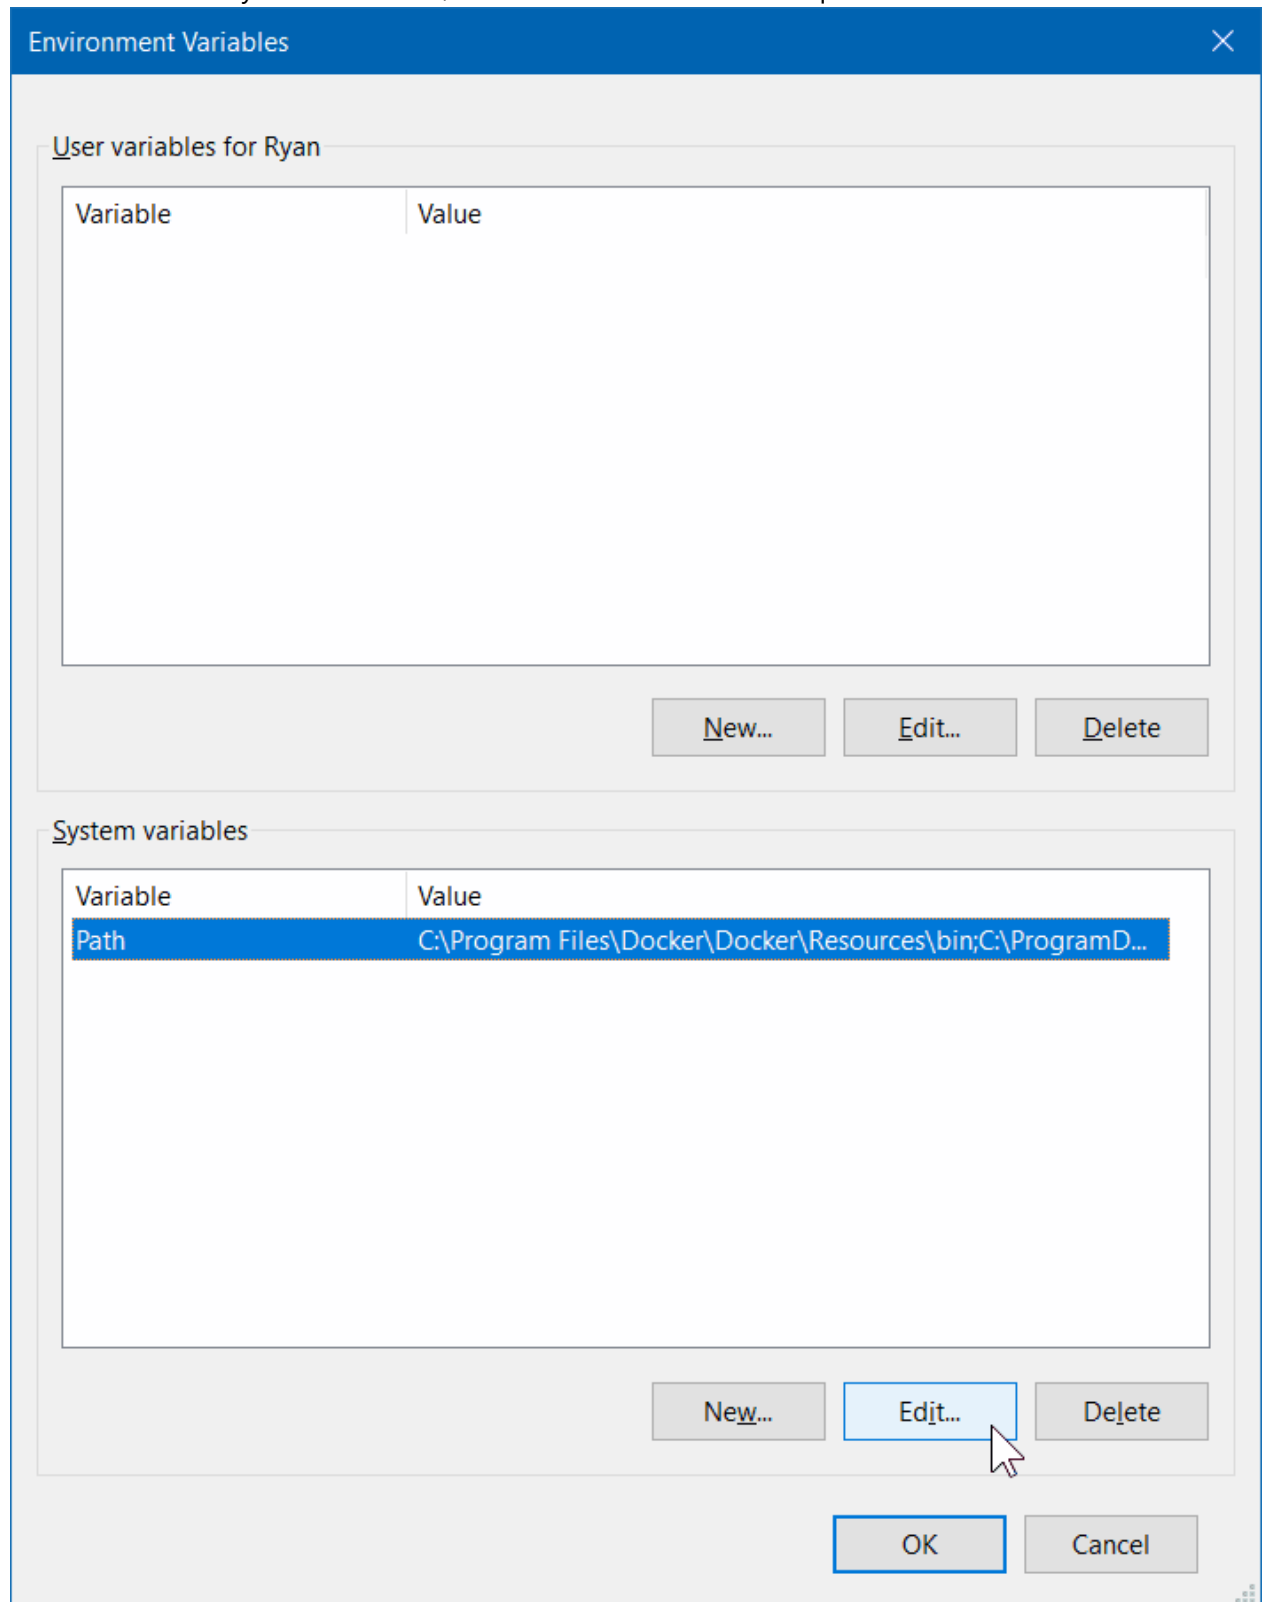 Environment Variables
User variables for Ryan
Variable Value
New... Edit... Delete
System variables
Variable Value
Path C:\Program Files\Docker\Docker\Resources\bin;C:\ProgramD...
New... Edit... Delete
OK Cancel